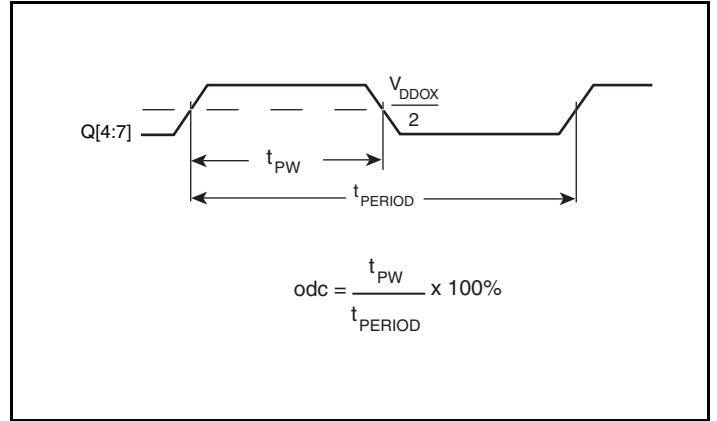 V_DDOX
2
Q[4:7]
t_PW
t_PERIOD
odc = t_PW / t_PERIOD x 100%